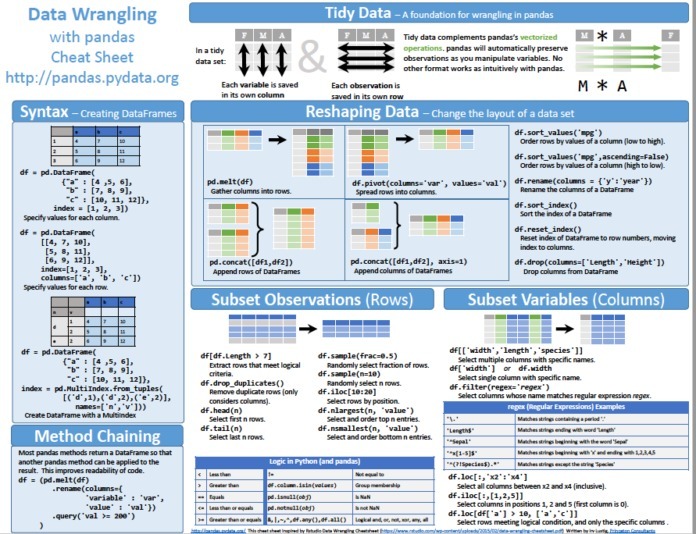 Data Wrangling
with pandas
Cheat Sheet
http://pandas.pydata.org
Tidy Data – A foundation for wrangling in pandas
In a tidy
data set:
F M A
Each variable is saved
in its own column
&
F M A
Each observation is
saved in its own row
Tidy data complements pandas's vectorized
operations. pandas will automatically preserve
observations as you manipulate variables. No
other format works as intuitively with pandas.
M * A F
M * A
Syntax – Creating DataFrames
a b c
1 4 7 10
2 5 8 11
3 6 9 12
df = pd.DataFrame(
{"a" : [4 ,5, 6],
"b" : [7, 8, 9],
"c" : [10, 11, 12]},
index = [1, 2, 3])
Specify values for each column.
df = pd.DataFrame(
[[4, 7, 10],
[5, 8, 11],
[6, 9, 12]],
index=[1, 2, 3],
columns=['a', 'b', 'c'])
Specify values for each row.
a b c
n v
d 1 4 7 10
2 5 8 11
e 2 6 9 12
df = pd.DataFrame(
{"a" : [4 ,5, 6],
"b" : [7, 8, 9],
"c" : [10, 11, 12]},
index = pd.MultiIndex.from_tuples(
[('d',1),('d',2),('e',2)],
names=['n','v']))
Create DataFrame with a MultiIndex
Method Chaining
Most pandas methods return a DataFrame so that
another pandas method can be applied to the
result. This improves readability of code.
df = (pd.melt(df)
.rename(columns={
'variable' : 'var',
'value' : 'val'})
.query('val >= 200')
)
Reshaping Data – Change the layout of a data set
pd.melt(df)
Gather columns into rows.
df.pivot(columns='var', values='val')
Spread rows into columns.
pd.concat([df1,df2])
Append rows of DataFrames
pd.concat([df1,df2], axis=1)
Append columns of DataFrames
df.sort_values('mpg')
Order rows by values of a column (low to high).
df.sort_values('mpg',ascending=False)
Order rows by values of a column (high to low).
df.rename(columns = {'y':'year'})
Rename the columns of a DataFrame
df.sort_index()
Sort the index of a DataFrame
df.reset_index()
Reset index of DataFrame to row numbers, moving
index to columns.
df.drop(columns=['Length','Height'])
Drop columns from DataFrame
Subset Observations (Rows)
df[df.Length > 7]
Extract rows that meet logical
criteria.
df.drop_duplicates()
Remove duplicate rows (only
considers columns).
df.head(n)
Select first n rows.
df.tail(n)
Select last n rows.
df.sample(frac=0.5)
Randomly select fraction of rows.
df.sample(n=10)
Randomly select n rows.
df.iloc[10:20]
Select rows by position.
df.nlargest(n, 'value')
Select and order top n entries.
df.nsmallest(n, 'value')
Select and order bottom n entries.
Logic in Python (and pandas)
< Less than != Not equal to
> Greater than df.column.isin(values) Group membership
== Equals pd.isnull(obj) Is NaN
<= Less than or equals pd.notnull(obj) Is not NaN
>= Greater than or equals &,|,~,^,df.any(),df.all() Logical and, or, not, xor, any, all
Subset Variables (Columns)
df[['width','length','species']]
Select multiple columns with specific names.
df['width'] or df.width
Select single column with specific name.
df.filter(regex='regex')
Select columns whose name matches regular expression regex.
regex (Regular Expressions) Examples
'\.' Matches strings containing a period '.'
'Length$' Matches strings ending with word 'Length'
'^Sepal' Matches strings beginning with the word 'Sepal'
'^x[1-5]$' Matches strings beginning with 'x' and ending with 1,2,3,4,5
'^(?!Species$).*' Matches strings except the string 'Species'
df.loc[:,'x2':'x4']
Select all columns between x2 and x4 (inclusive).
df.iloc[:,[1,2,5]]
Select columns in positions 1, 2 and 5 (first column is 0).
df.loc[df['a'] > 10, ['a','c']]
Select rows meeting logical condition, and only the specific columns .
http://pandas.pydata.org/ This cheat sheet inspired by Rstudio Data Wrangling Cheatsheet (https://www.rstudio.com/wp-content/uploads/2015/02/data-wrangling-cheatsheet.pdf) Written by Irv Lustig, Princeton Consultants